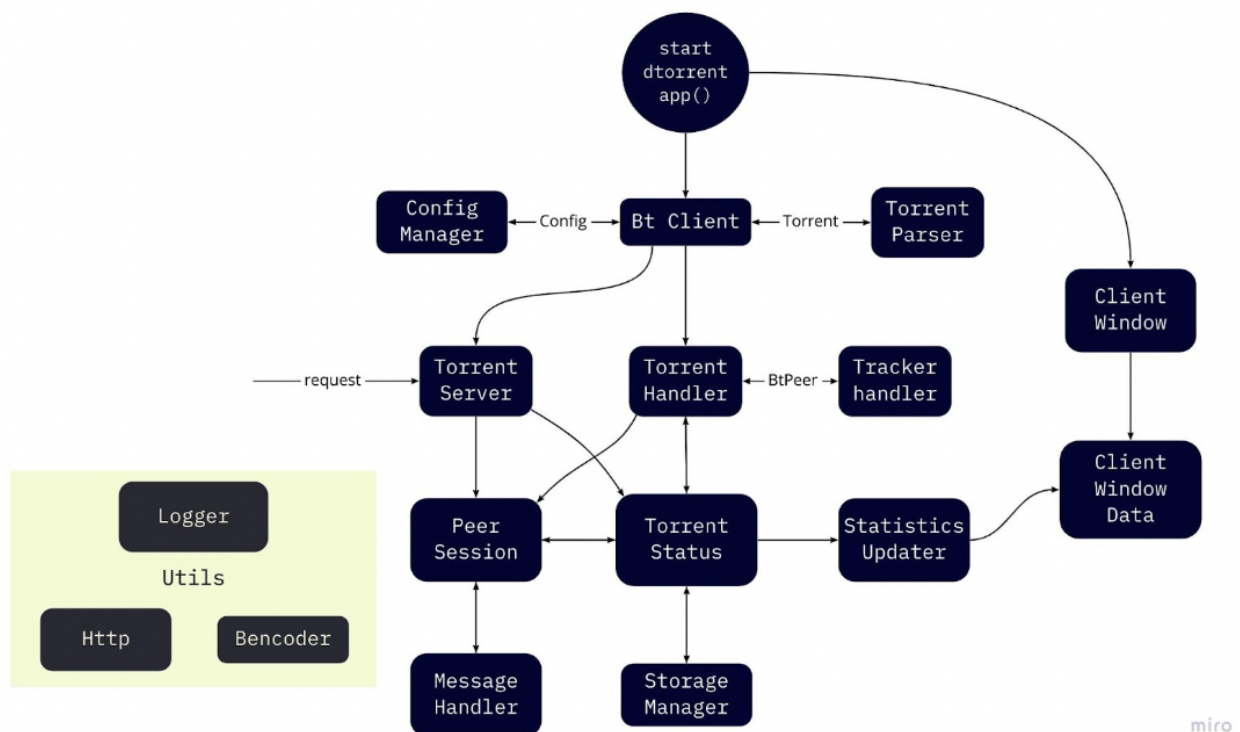 start
dtorrent
app()
Config
Manager
Config
Bt Client
Torrent
Torrent
Parser
Client
Window
request
Torrent
Server
Torrent
Handler
BtPeer
Tracker
handler
Client
Window
Data
Logger
Utils
Http
Bencoder
Peer
Session
Torrent
Status
Statistics
Updater
Message
Handler
Storage
Manager
miro